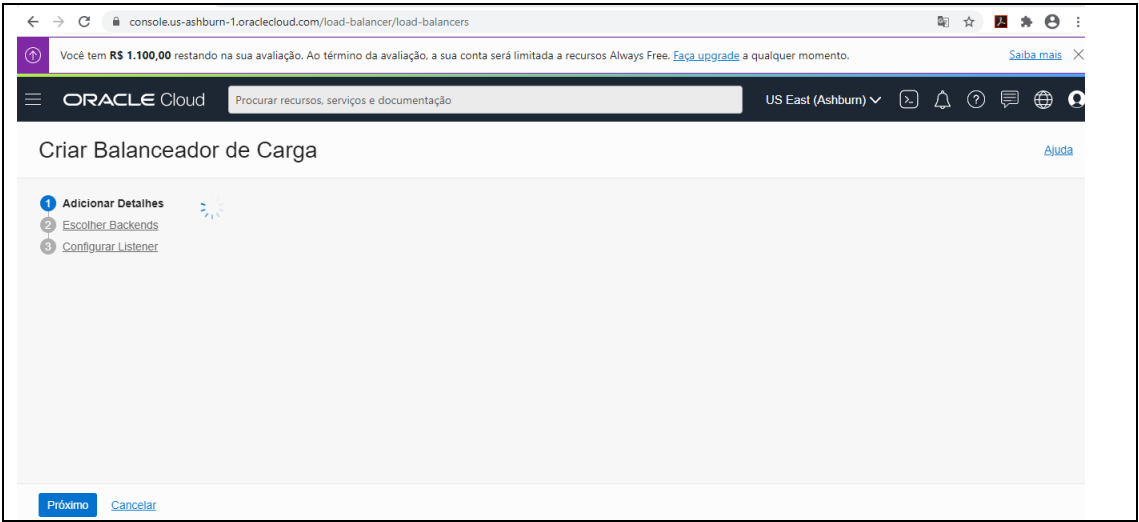 console.us-ashburn-1.oraclecloud.com/load-balancer/load-balancers
Você tem R$ 1.100,00 restando na sua avaliação. Ao término da avaliação, a sua conta será limitada a recursos Always Free. Faça upgrade a qualquer momento. Saiba mais
ORACLE Cloud Procurar recursos, serviços e documentação US East (Ashburn)
Criar Balanceador de Carga Ajuda
1 Adicionar Detalhes
2 Escolher Backends
3 Configurar Listener
Próximo Cancelar